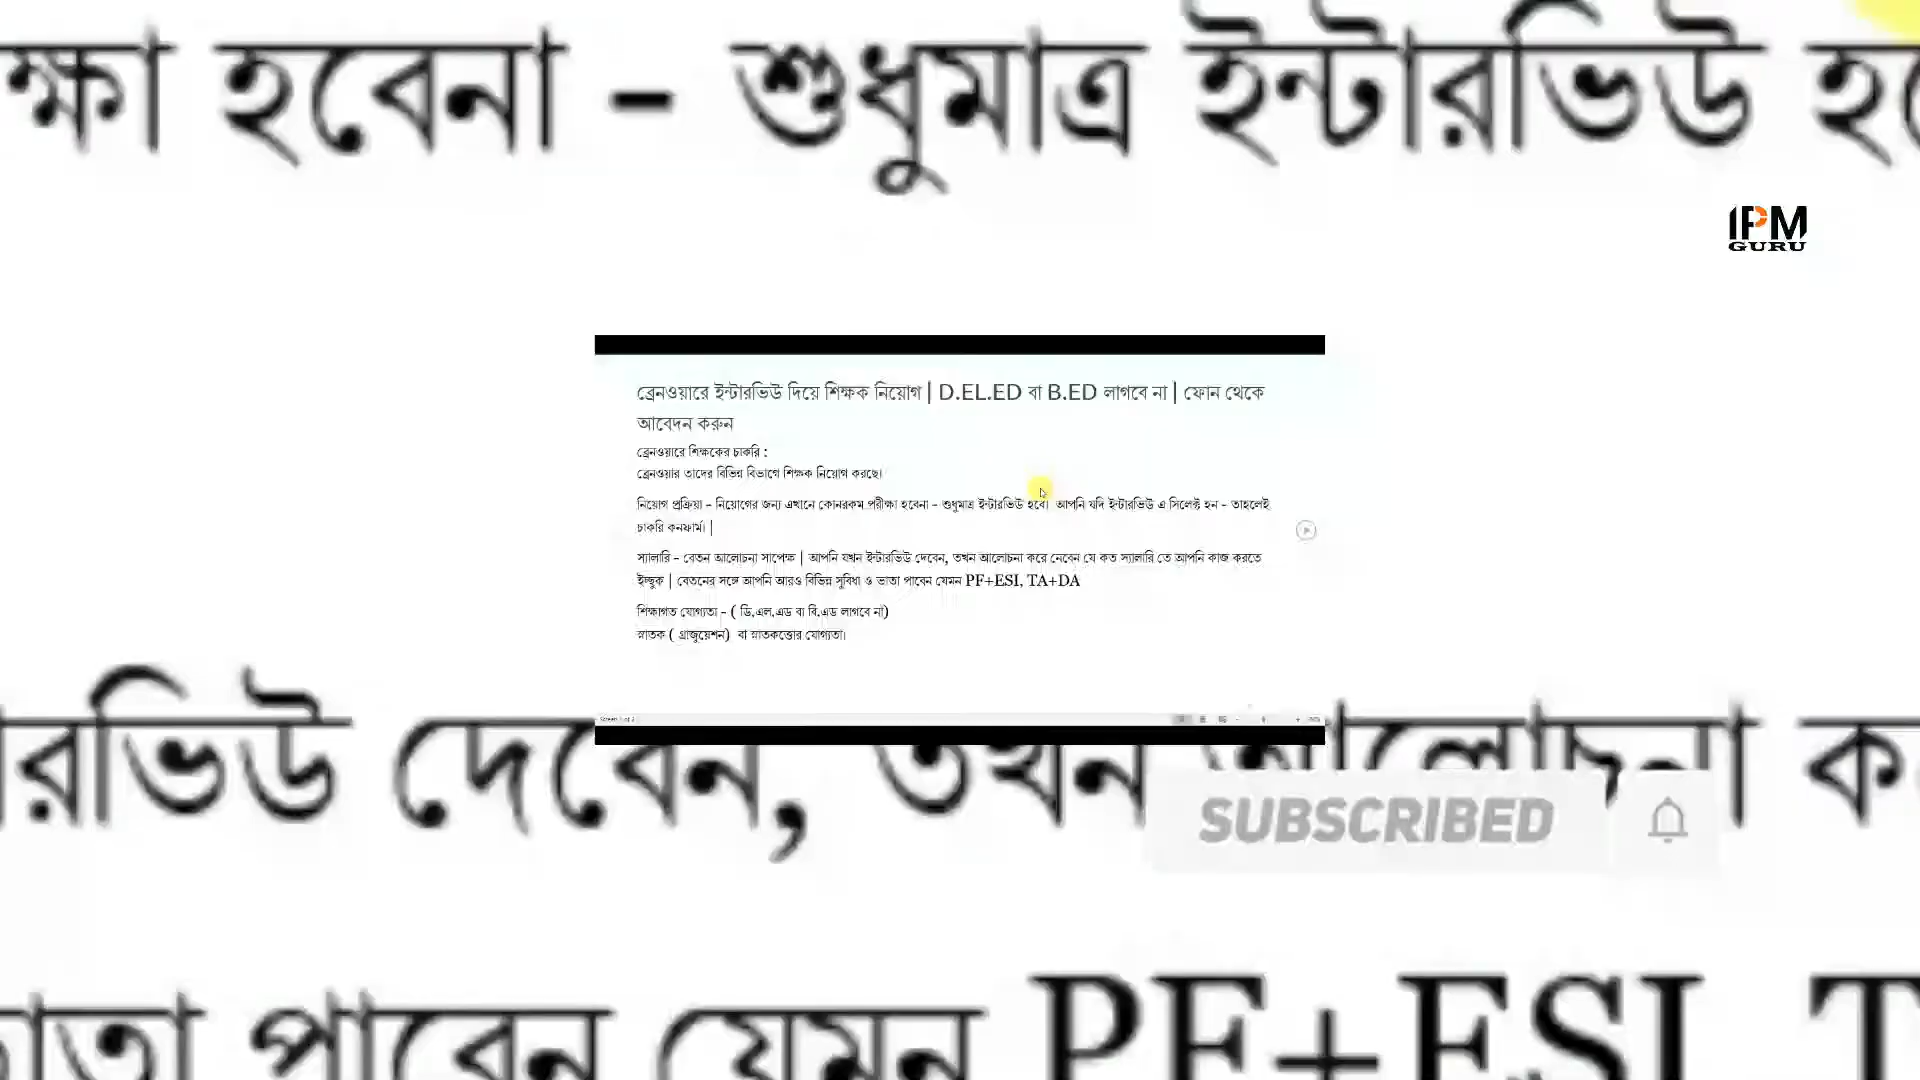 ক্ষা হবেনা – শুধুমাত্র ইন্টারভিউ হবে
IPM
GURU
ব্রেনওয়ারে ইন্টারভিউ দিয়ে শিক্ষক নিয়োগ | D.EL.ED বা B.ED লাগবে না | ফোন থেকে
আবেদন করুন
ব্রেনওয়ারে শিক্ষকের চাকরি :
ব্রেনওয়ার তাদের বিভিন্ন বিভাগে শিক্ষক নিয়োগ করছে।
নিয়োগ প্রক্রিয়া – নিয়োগের জন্য এখানে কোনরকম পরীক্ষা হবেনা – শুধুমাত্র ইন্টারভিউ হবে। আপনি যদি ইন্টারভিউ এ সিলেক্ট হন – তাহলেই
চাকরি কনফার্ম।
স্যালারি – বেতন আলোচনা সাপেক্ষ | আপনি যখন ইন্টারভিউ দেবেন, তখন আলোচনা করে নেবেন যে কত স্যালারি তে আপনি কাজ করতে
ইচ্ছুক | বেতনের সঙ্গে আপনি আরও বিভিন্ন সুবিধা ও ভাতা পাবেন যেমন PF+ESI, TA+DA
শিক্ষাগত যোগ্যতা – ( ডি.এল.এড বা বি.এড লাগবে না)
স্নাতক ( গ্রাজুয়েশন) বা স্নাতকত্তোর যোগ্যতা।
রভিউ দেবেন, তখন আলোচনা ক
SUBSCRIBED
াতা পাবেন যেমন PF+ESI, T